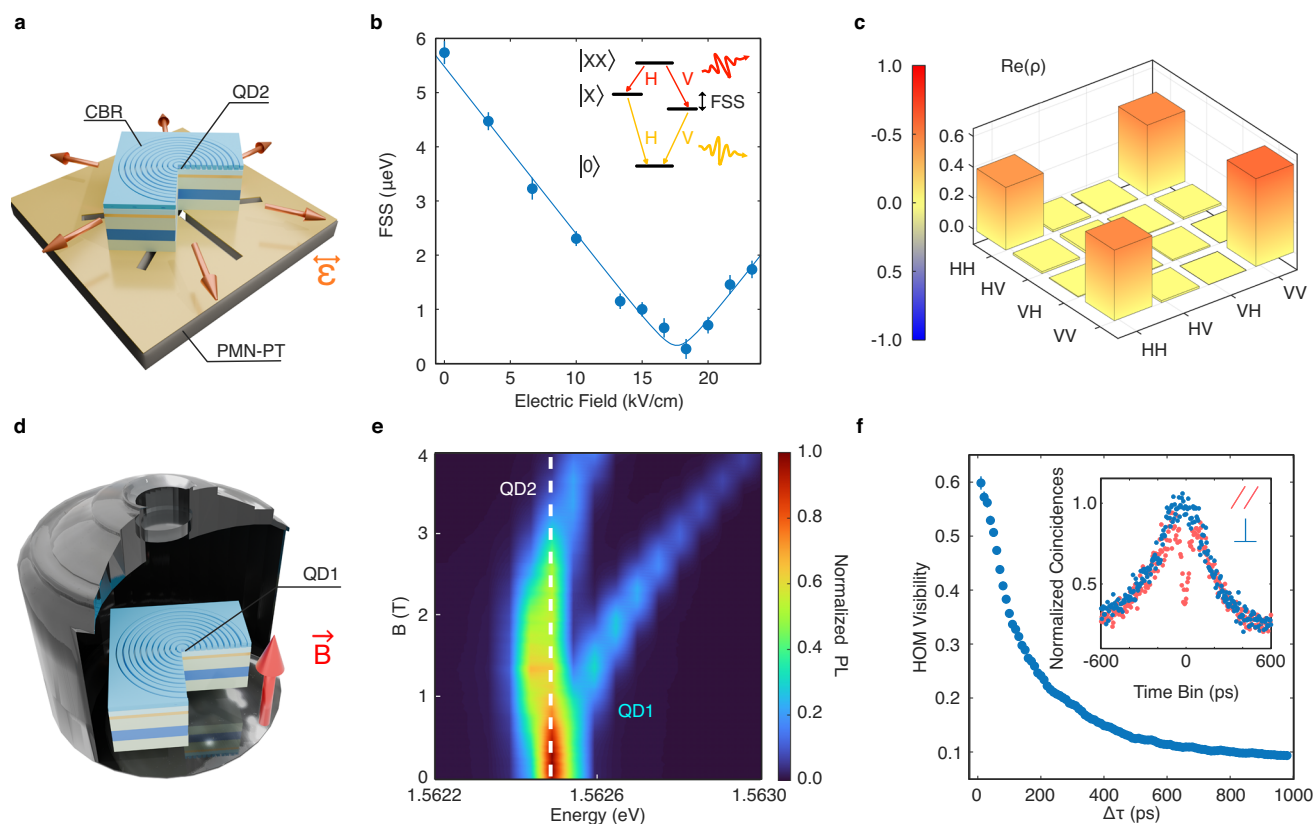 a
CBR
QD2
ε
PMN-PT
b
6
5
4
3
2
1
0
FSS (μeV)
0
5
10
15
20
Electric Field (kV/cm)
|XX⟩
H
V
|X⟩
FSS
H
V
|0⟩
c
1.0
-0.5
0.0
0.5
-1.0
Re(ρ)
0.6
0.4
0.2
0.0
HH
HV
VH
VV
HH
HV
VH
VV
d
QD1
B
e
4
3
2
1
0
B (T)
QD2
QD1
1.5622
1.5626
1.5630
Energy (eV)
1.0
0.8
0.6
0.4
0.2
0.0
Normalized PL
f
0.6
0.5
0.4
0.3
0.2
0.1
HOM Visibility
0
200
400
600
800
1000
Δτ (ps)
Normalized Coincidences
1.0
0.5
-600
0
600
Time Bin (ps)